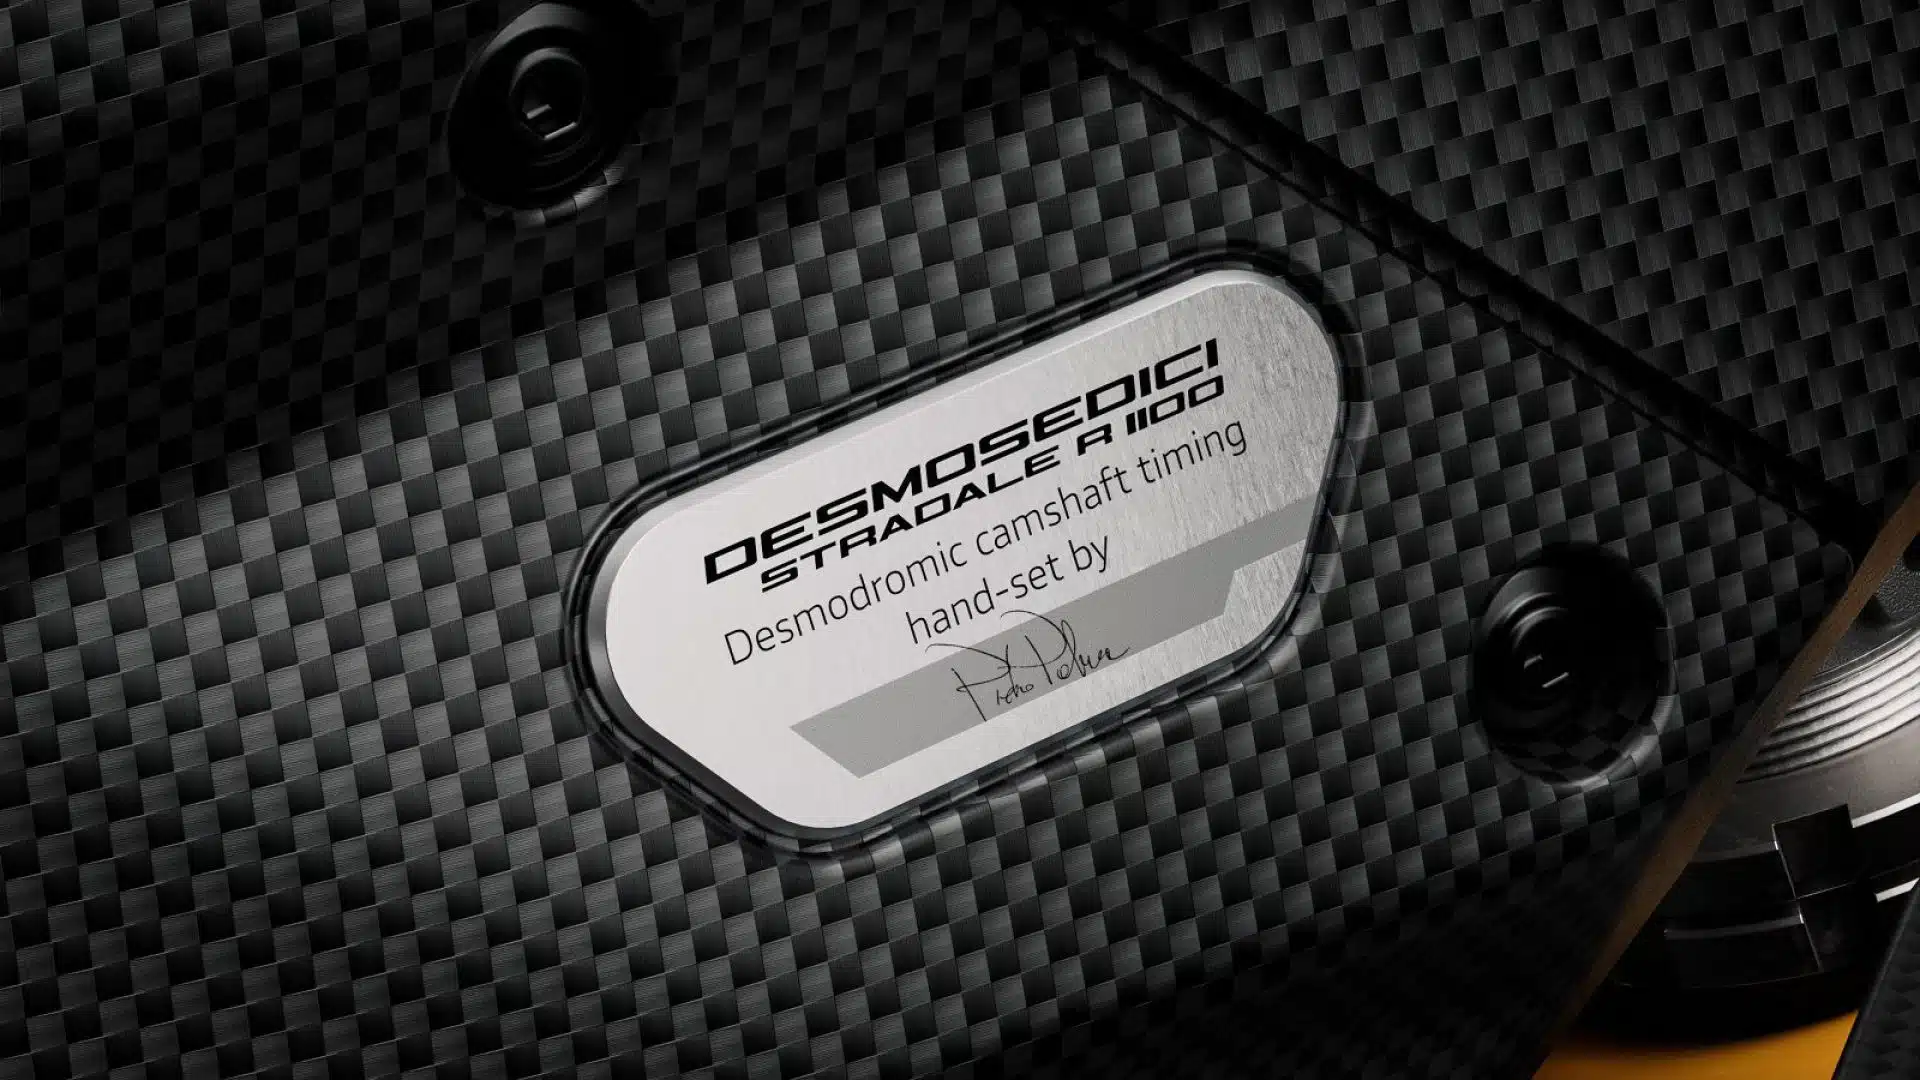 DESMOSEDICI
STRADALE R 1100
Desmodromic camshaft timing
hand-set by